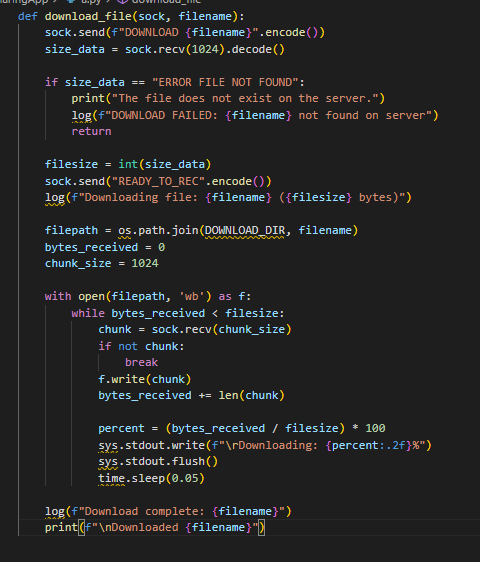 def download_file(sock, filename):
    sock.send(f"DOWNLOAD {filename}".encode())
    size_data = sock.recv(1024).decode()

    if size_data == "ERROR FILE NOT FOUND":
        print("The file does not exist on the server.")
        log(f"DOWNLOAD FAILED: {filename} not found on server")
        return

    filesize = int(size_data)
    sock.send("READY_TO_REC".encode())
    log(f"Downloading file: {filename} ({filesize} bytes)")

    filepath = os.path.join(DOWNLOAD_DIR, filename)
    bytes_received = 0
    chunk_size = 1024

    with open(filepath, 'wb') as f:
        while bytes_received < filesize:
            chunk = sock.recv(chunk_size)
            if not chunk:
                break
            f.write(chunk)
            bytes_received += len(chunk)

            percent = (bytes_received / filesize) * 100
            sys.stdout.write(f"\rDownloading: {percent:.2f}%")
            sys.stdout.flush()
            time.sleep(0.05)

    log(f"Download complete: {filename}")
    print(f"\nDownloaded {filename}")